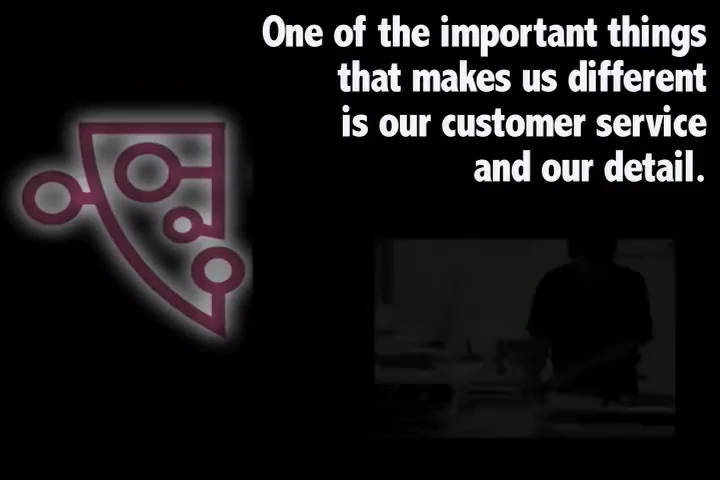 One of the important things
that makes us different
is our customer service
and our detail.